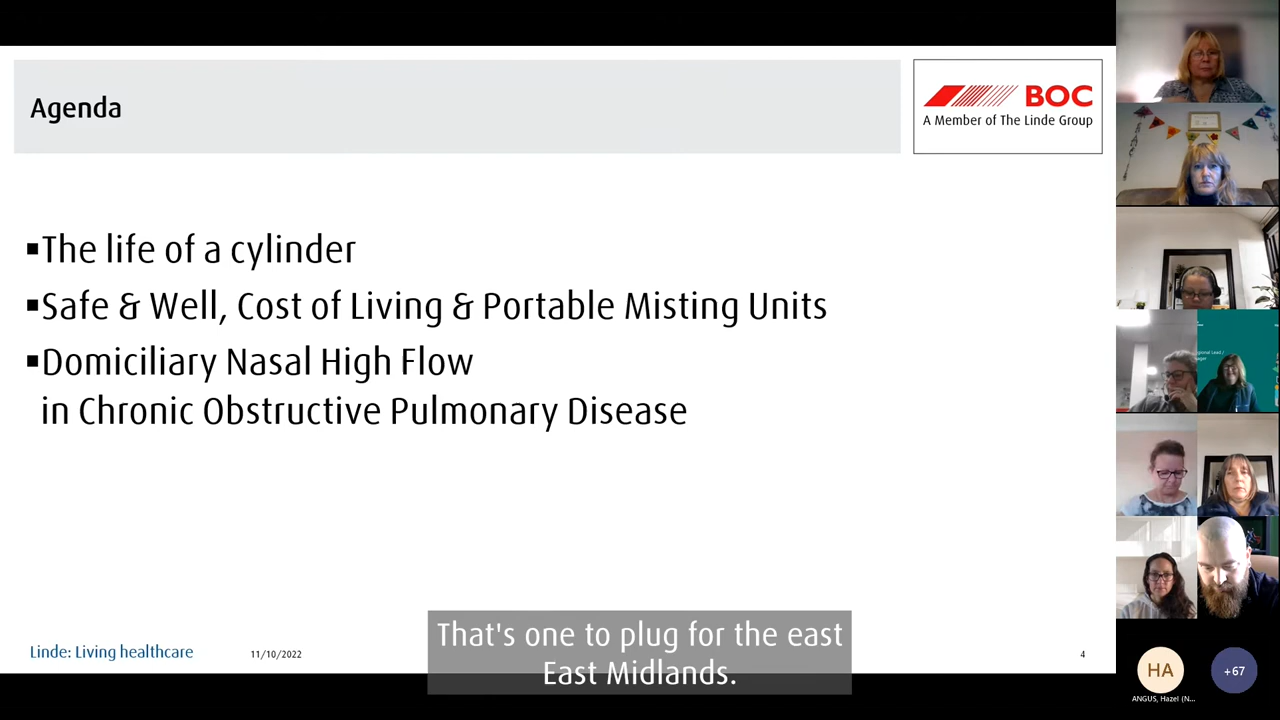 Agenda
BOC
A Member of The Linde Group
▪The life of a cylinder
▪Safe & Well, Cost of Living & Portable Misting Units
▪Domiciliary Nasal High Flow
in Chronic Obstructive Pulmonary Disease
Linde: Living healthcare
11/10/2022
4
That's one to plug for the east
East Midlands.
HA
+67
ANGUS, Hazel (N...